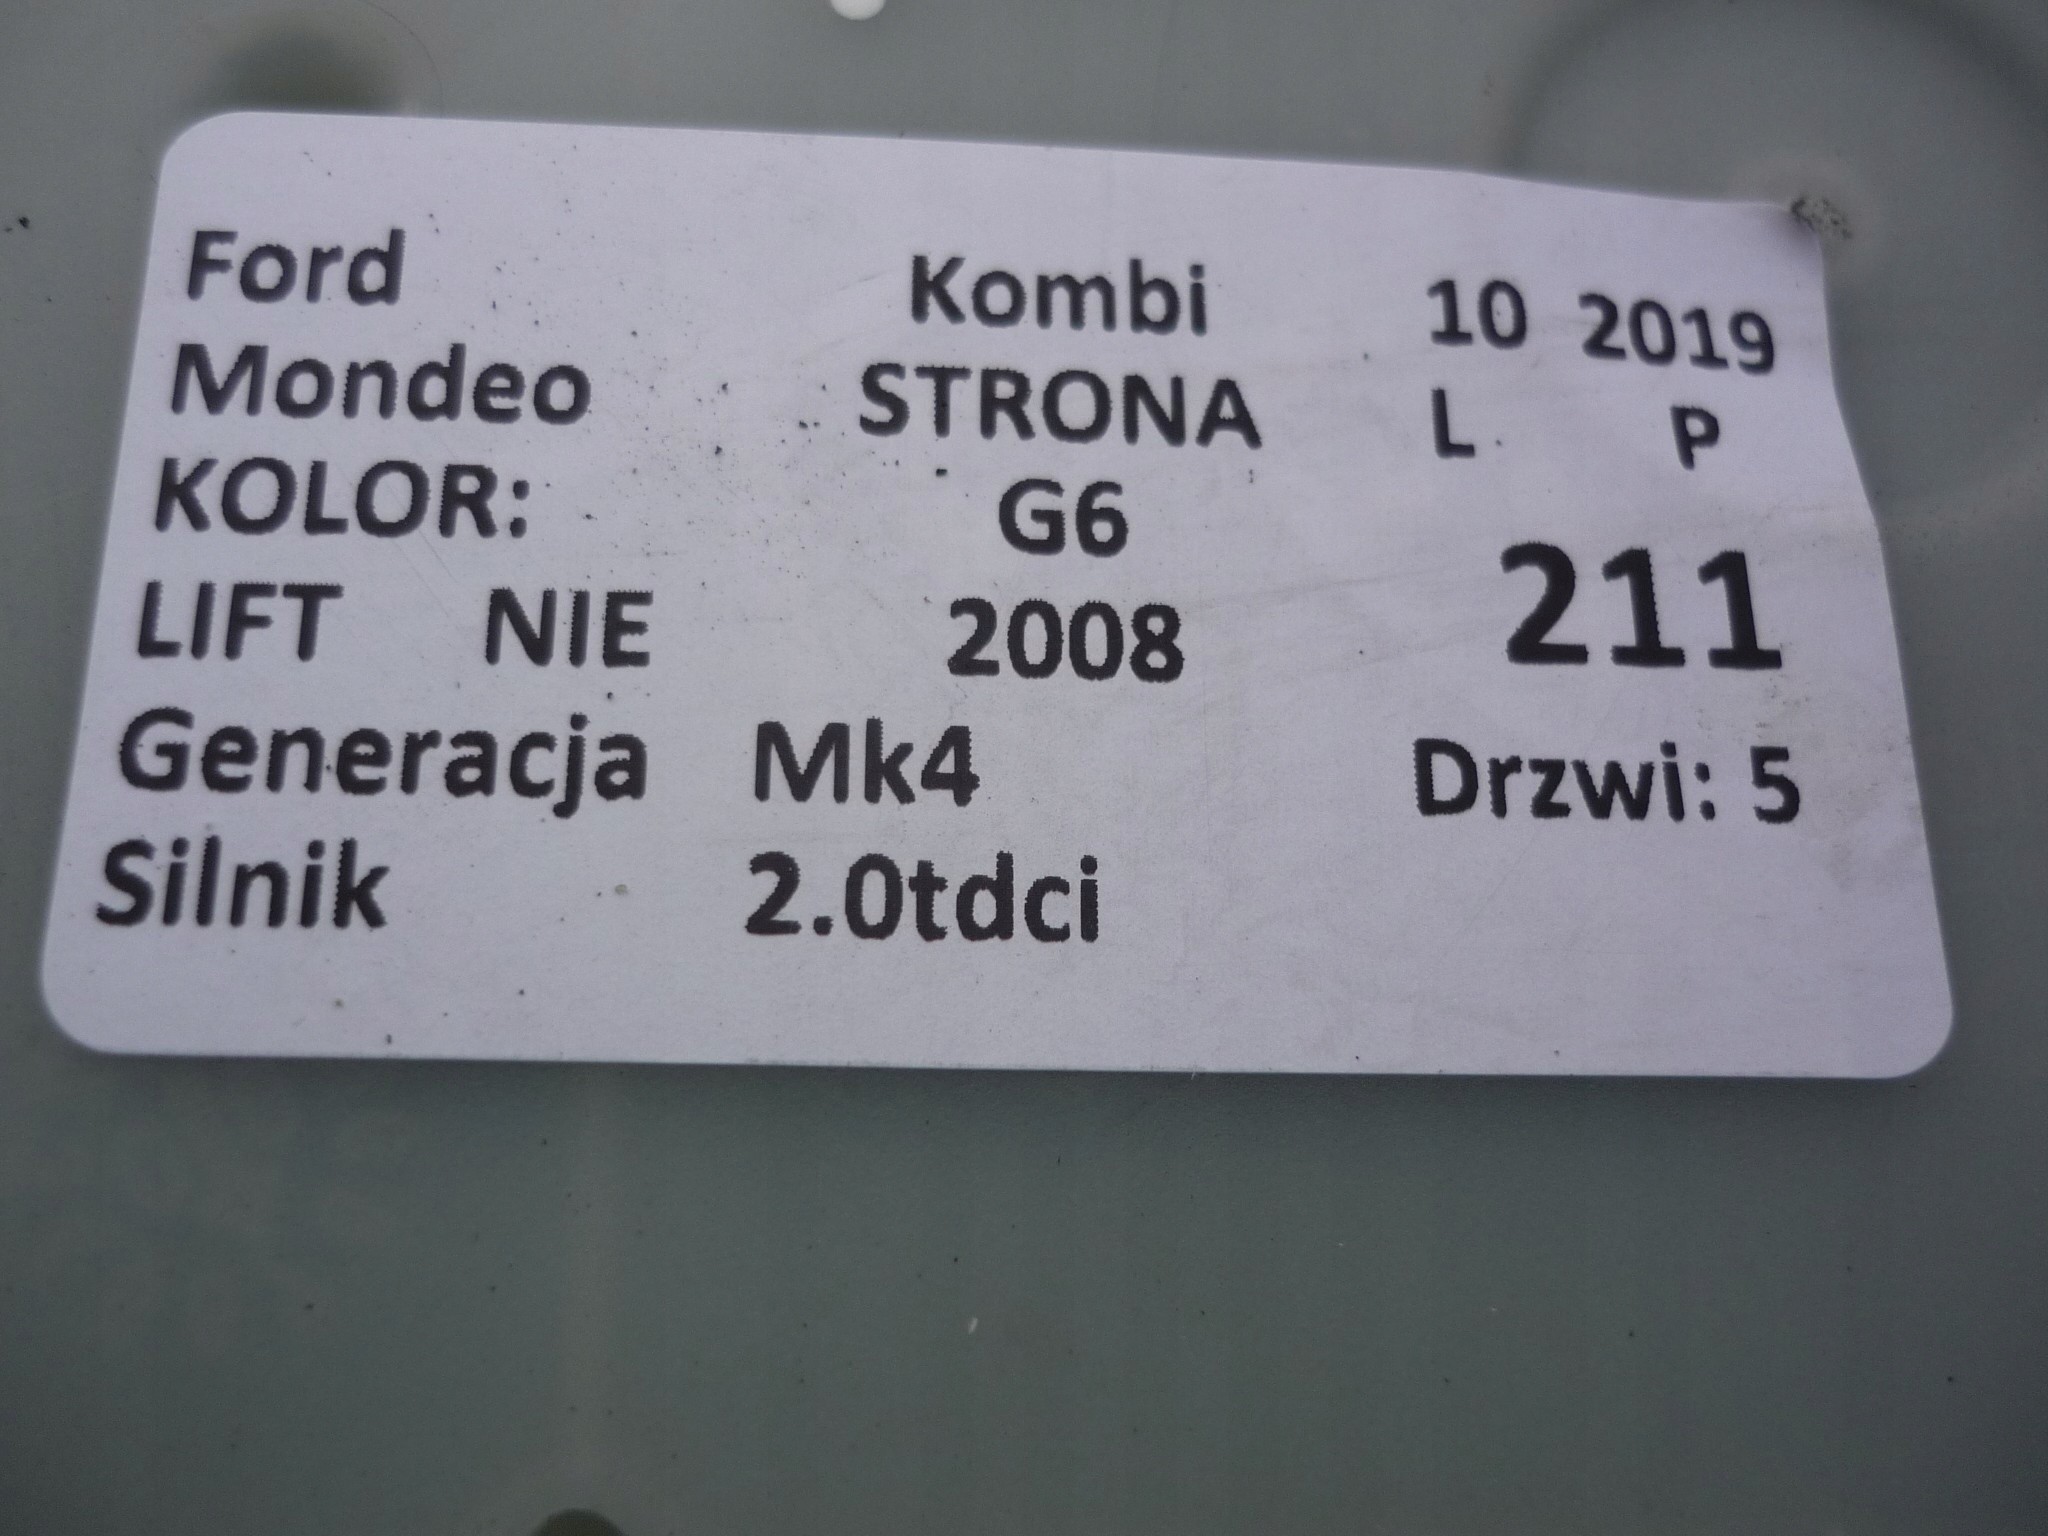 Ford Kombi 10 2019
Mondeo STRONA L P
KOLOR: G6
LIFT NIE 2008 211
Generacja Mk4 Drzwi: 5
Silnik 2.0tdci